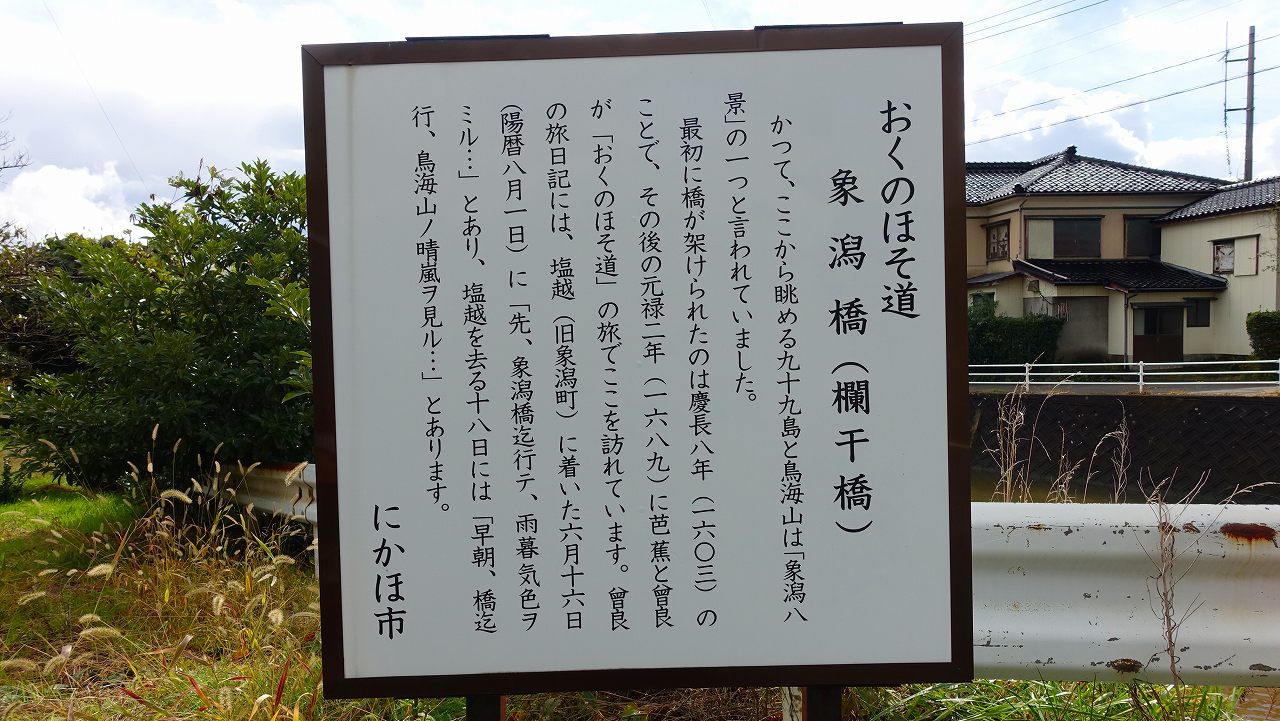 おくのほそ道
象潟橋（欄干橋）
かつて、ここから眺める九十九島と鳥海山は「象潟八
景」の一つと言われていました。
最初に橋が架けられたのは慶長八年（一六〇三）の
ことで、その後の元禄二年（一六八九）に芭蕉と曾良
が「おくのほそ道」の旅でここを訪れています。曾良
の旅日記には、塩越（旧象潟町）に着いた六月十六日
（陽暦八月一日）に「先、象潟橋迄行テ、雨暮気色ヲ
ミル…」とあり、塩越を去る十八日には「早朝、橋迄
行、鳥海山ノ晴嵐ヲ見ル…」とあります。
にかほ市